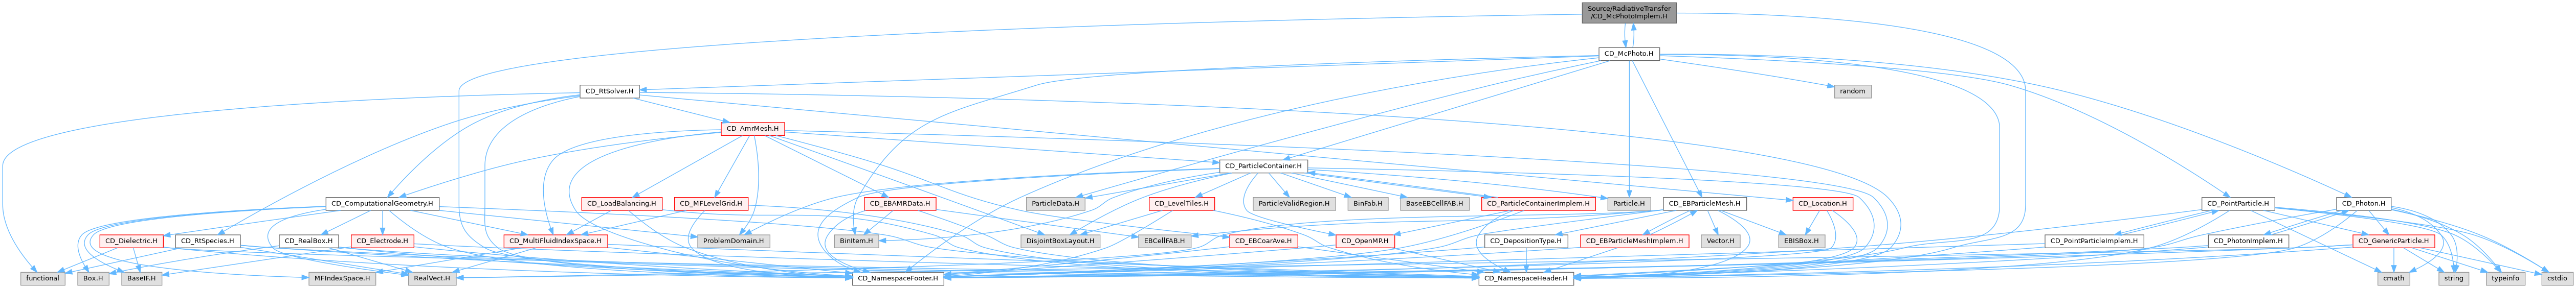 Source/RadiativeTransfer
/CD_McPhotoImplem.H
CD_McPhoto.H
CD_RtSolver.H
random
CD_AmrMesh.H
CD_ParticleContainer.H
CD_ComputationalGeometry.H
CD_LoadBalancing.H
CD_MFLevelGrid.H
CD_EBAMRData.H
ParticleData.H
CD_LevelTiles.H
ParticleValidRegion.H
BinFab.H
BaseEBCellFAB.H
CD_ParticleContainerImplem.H
Particle.H
CD_EBParticleMesh.H
CD_Location.H
CD_PointParticle.H
CD_Photon.H
CD_Dielectric.H
CD_RtSpecies.H
CD_RealBox.H
CD_Electrode.H
CD_MultiFluidIndexSpace.H
ProblemDomain.H
BinItem.H
DisjointBoxLayout.H
EBCellFAB.H
CD_EBCoarAve.H
CD_OpenMP.H
CD_DepositionType.H
CD_EBParticleMeshImplem.H
Vector.H
EBISBox.H
CD_PointParticleImplem.H
CD_PhotonImplem.H
CD_GenericParticle.H
functional
Box.H
BaseIF.H
MFIndexSpace.H
RealVect.H
CD_NamespaceFooter.H
CD_NamespaceHeader.H
cmath
string
typeinfo
cstdio